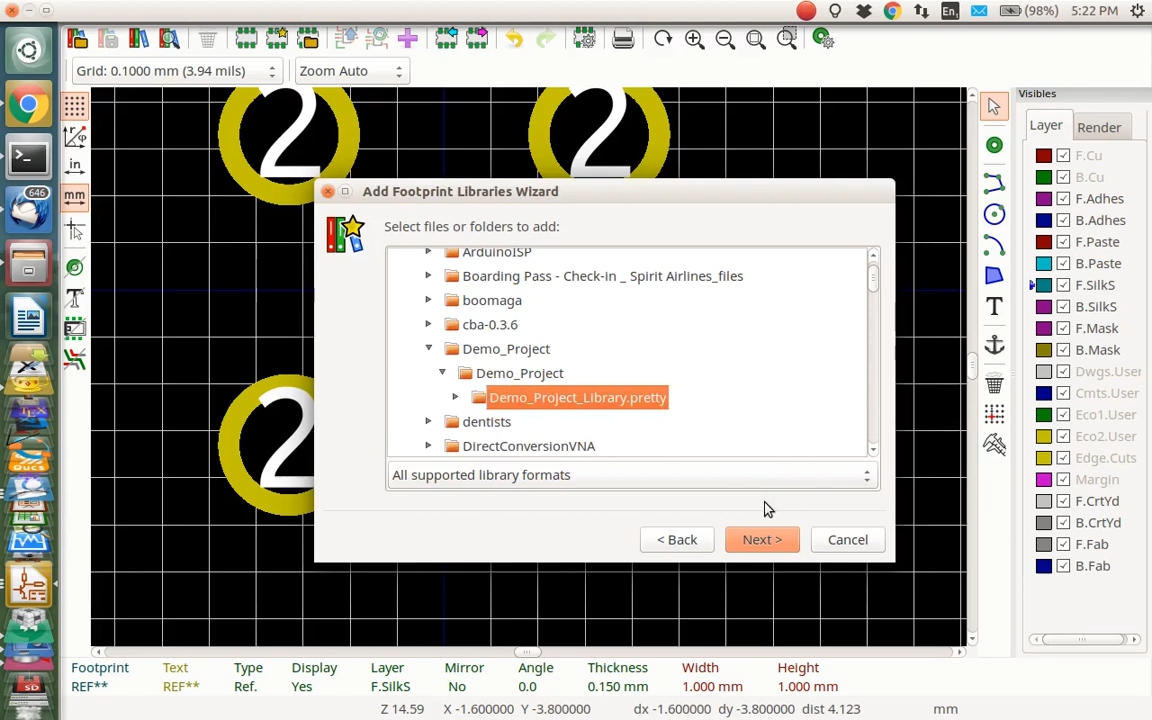 En1
(98%)
5:22 PM
Grid: 0.1000 mm (3.94 mils)
Zoom Auto
Visibles
Layer
Render
F.Cu
B.Cu
F.Adhes
B.Adhes
F.Paste
B.Paste
F.SilkS
B.SilkS
F.Mask
B.Mask
Dwgs.User
Cmts.User
Eco1.User
Eco2.User
Edge.Cuts
Margin
F.CrtYd
B.CrtYd
F.Fab
B.Fab
in
mm
646
2
2
2
Add Footprint Libraries Wizard
Select files or folders to add:
ArduinoISP
Boarding Pass - Check-in _ Spirit Airlines_files
boomaga
cba-0.3.6
Demo_Project
Demo_Project
Demo_Project_Library.pretty
dentists
DirectConversionVNA
All supported library formats
< Back
Next >
Cancel
Footprint Text Type Display Layer Mirror Angle Thickness Width Height
REF** REF** Ref. Yes F.SilkS No 0.0 0.150 mm 1.000 mm 1.000 mm
Z 14.59 X -1.600000 Y -3.800000 dx -1.600000 dy -3.800000 dist 4.123 mm